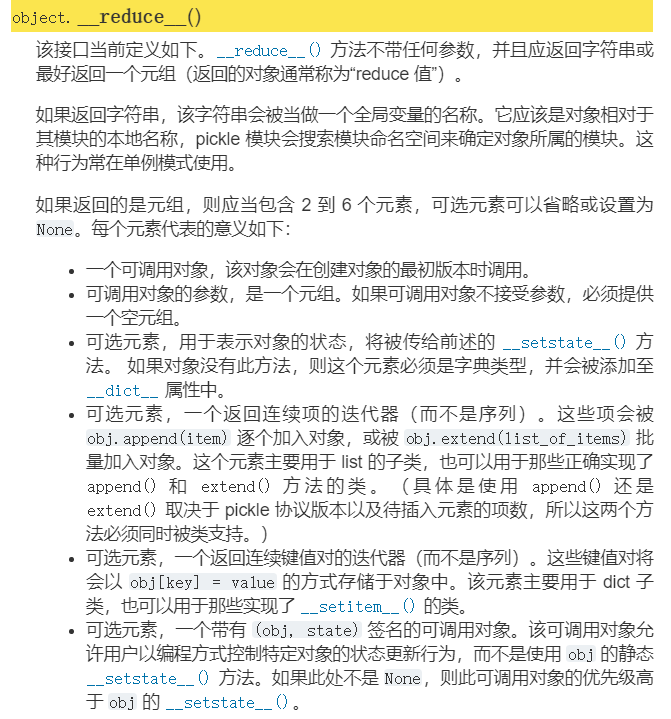 object.__reduce__()
该接口当前定义如下。__reduce__() 方法不带任何参数，并且应返回字符串或
最好返回一个元组（返回的对象通常称为“reduce 值”）。
如果返回字符串，该字符串会被当做一个全局变量的名称。它应该是对象相对于
其模块的本地名称，pickle 模块会搜索模块命名空间来确定对象所属的模块。这
种行为常在单例模式使用。
如果返回的是元组，则应当包含 2 到 6 个元素，可选元素可以省略或设置为
None。每个元素代表的意义如下：
• 一个可调用对象，该对象会在创建对象的最初版本时调用。
• 可调用对象的参数，是一个元组。如果可调用对象不接受参数，必须提供
一个空元组。
• 可选元素，用于表示对象的状态，将被传给前述的 __setstate__() 方
法。 如果对象没有此方法，则这个元素必须是字典类型，并会被添加至
__dict__ 属性中。
• 可选元素，一个返回连续项的迭代器（而不是序列）。这些项会被
obj.append(item) 逐个加入对象，或被 obj.extend(list_of_items) 批
量加入对象。这个元素主要用于 list 的子类，也可以用于那些正确实现了
append() 和 extend() 方法的类。（具体是使用 append() 还是
extend() 取决于 pickle 协议版本以及待插入元素的项数，所以这两个方
法必须同时被类支持。）
• 可选元素，一个返回连续键值对的迭代器（而不是序列）。这些键值对将
会以 obj[key] = value 的方式存储于对象中。该元素主要用于 dict 子
类，也可以用于那些实现了 __setitem__() 的类。
• 可选元素，一个带有 (obj, state) 签名的可调用对象。该可调用对象允
许用户以编程方式控制特定对象的状态更新行为，而不是使用 obj 的静态
__setstate__() 方法。如果此处不是 None，则此可调用对象的优先级高
于 obj 的 __setstate__()。